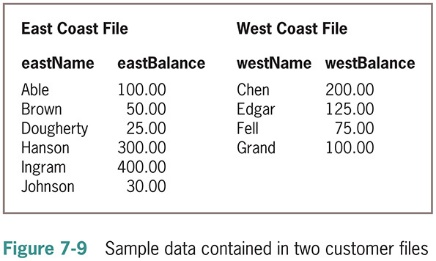 East Coast File West Coast File
eastName eastBalance westName westBalance
Able 100.00 Chen 200.00
Brown 50.00 Edgar 125.00
Dougherty 25.00 Fell 75.00
Hanson 300.00 Grand 100.00
Ingram 400.00
Johnson 30.00
Figure 7-9 Sample data contained in two customer files